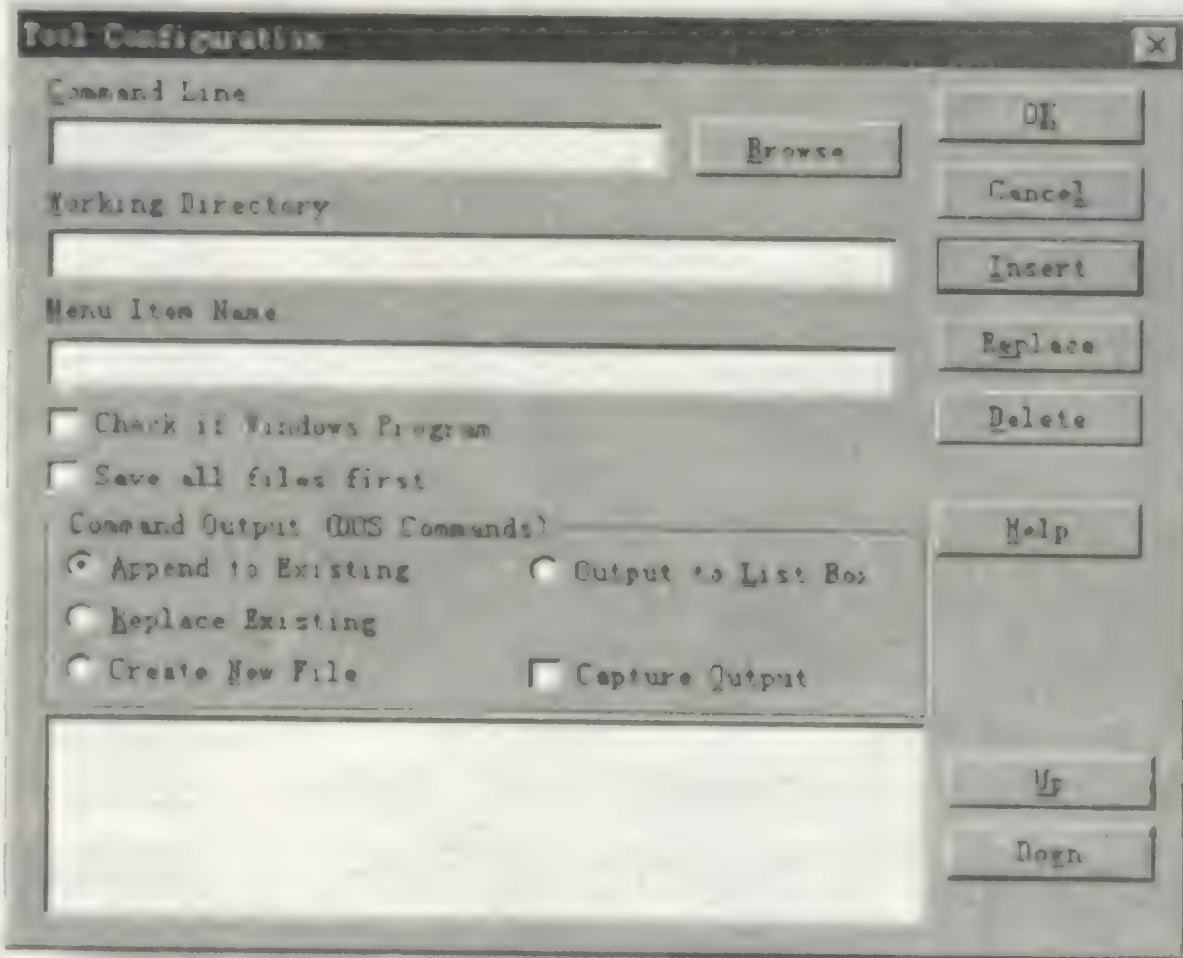 Tool Configuration
Command Line
Browse
Working Directory
Menu Item Name
Check if Windows Program
Save all files first
Command Output (DOS Commands)
Append to Existing
Output to List Box
Replace Existing
Create New File
Capture Output
OK
Cancel
Insert
Replace
Delete
Help
Up
Down